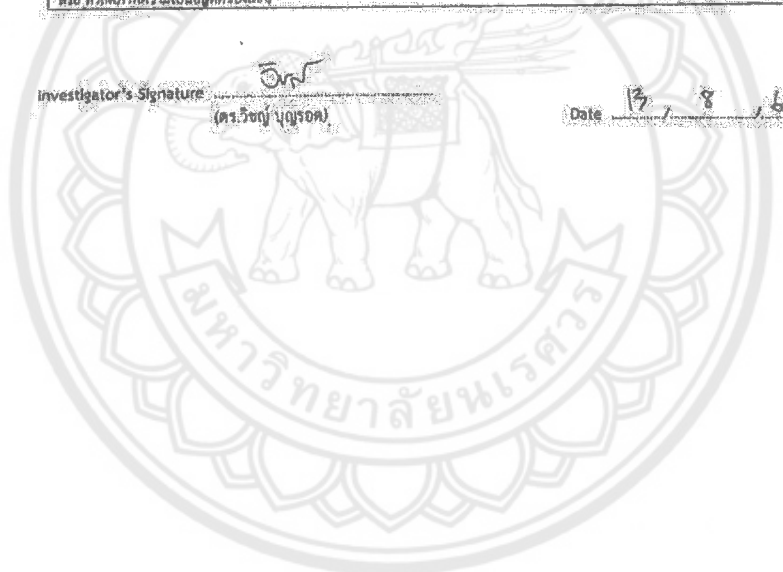 Investigator's Signature
(ดร.วิชญ์ บุญรอด)
Date 13 / 8 / 6
มหาวิทยาลัยนเรศวร